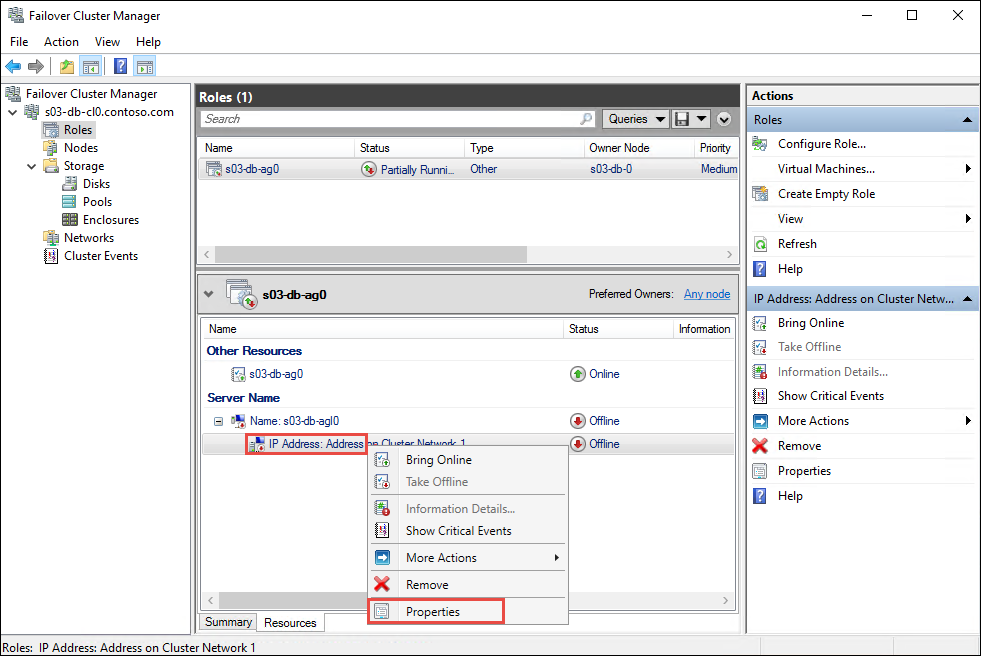 Failover Cluster Manager
File Action View Help
Failover Cluster Manager
s03-db-cl0.contoso.com
Roles
Nodes
Storage
Disks
Pools
Enclosures
Networks
Cluster Events
Roles (1)
Search
Queries
Name Status Type Owner Node Priority
s03-db-ag0 Partially Runni... Other s03-db-0 Medium
s03-db-ag0
Preferred Owners: Any node
Name Status Information
Other Resources
s03-db-ag0 Online
Server Name
Name: s03-db-agl0 Offline
IP Address: Address on Cluster Network 1 Offline
Bring Online
Take Offline
Information Details...
Show Critical Events
More Actions
Remove
Properties
Summary Resources
Actions
Roles
Configure Role...
Virtual Machines...
Create Empty Role
View
Refresh
Help
IP Address: Address on Cluster Netw...
Bring Online
Take Offline
Information Details...
Show Critical Events
More Actions
Remove
Properties
Help
Roles: IP Address: Address on Cluster Network 1